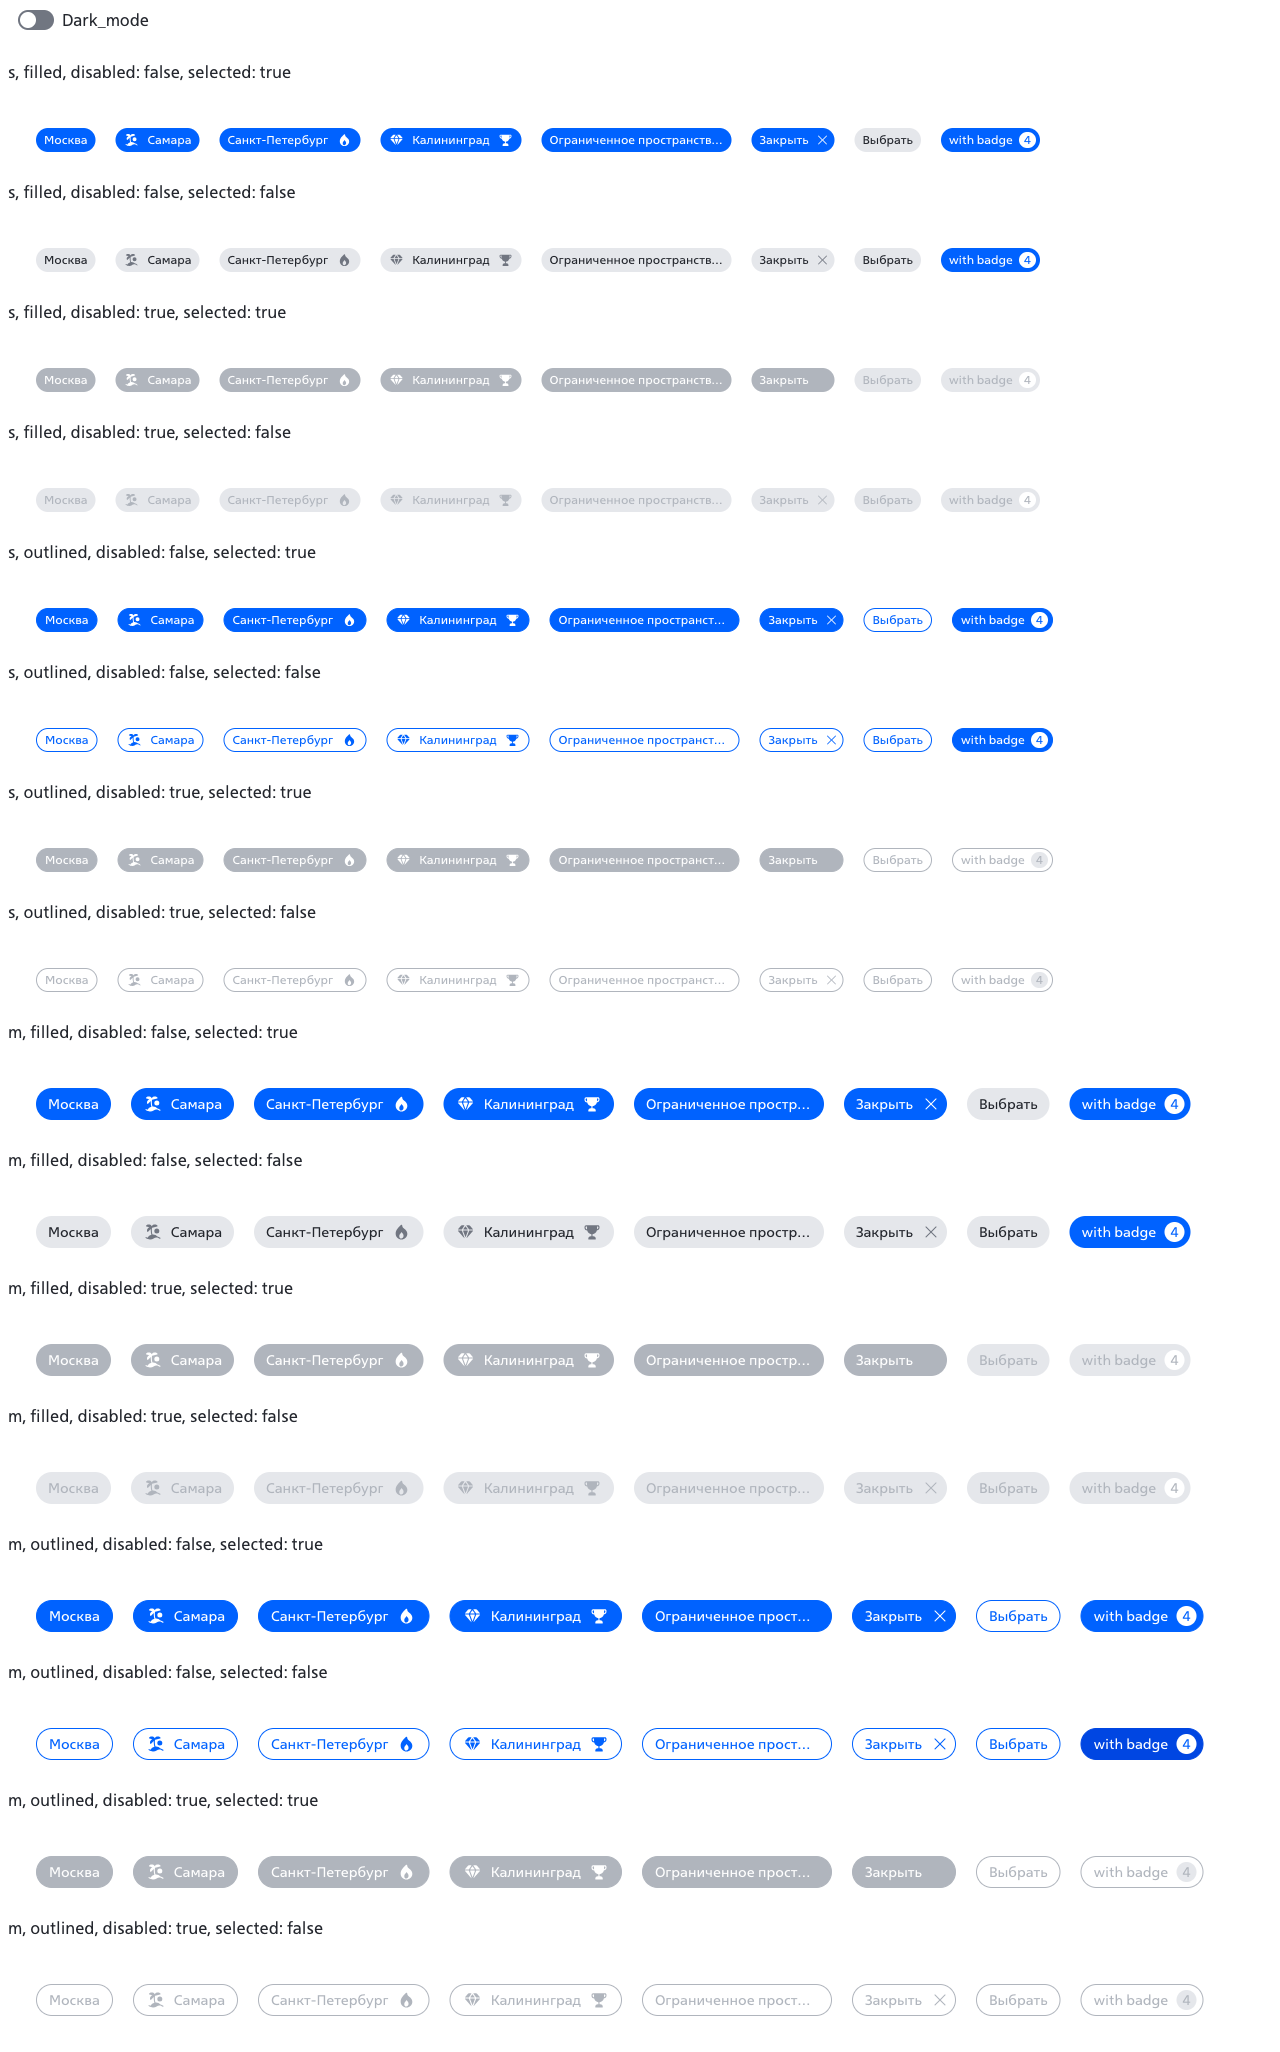 Dark_mode
s, filled, disabled: false, selected: true
Москва Самара Санкт-Петербург Калининград Ограниченное пространств... Закрыть Выбрать with badge 4
s, filled, disabled: false, selected: false
Москва Самара Санкт-Петербург Калининград Ограниченное пространств... Закрыть Выбрать with badge 4
s, filled, disabled: true, selected: true
Москва Самара Санкт-Петербург Калининград Ограниченное пространств... Закрыть Выбрать with badge 4
s, filled, disabled: true, selected: false
Москва Самара Санкт-Петербург Калининград Ограниченное пространств... Закрыть Выбрать with badge 4
s, outlined, disabled: false, selected: true
Москва Самара Санкт-Петербург Калининград Ограниченное пространст... Закрыть Выбрать with badge 4
s, outlined, disabled: false, selected: false
Москва Самара Санкт-Петербург Калининград Ограниченное пространст... Закрыть Выбрать with badge 4
s, outlined, disabled: true, selected: true
Москва Самара Санкт-Петербург Калининград Ограниченное пространст... Закрыть Выбрать with badge 4
s, outlined, disabled: true, selected: false
Москва Самара Санкт-Петербург Калининград Ограниченное пространст... Закрыть Выбрать with badge 4
m, filled, disabled: false, selected: true
Москва Самара Санкт-Петербург Калининград Ограниченное простр... Закрыть Выбрать with badge 4
m, filled, disabled: false, selected: false
Москва Самара Санкт-Петербург Калининград Ограниченное простр... Закрыть Выбрать with badge 4
m, filled, disabled: true, selected: true
Москва Самара Санкт-Петербург Калининград Ограниченное простр... Закрыть Выбрать with badge 4
m, filled, disabled: true, selected: false
Москва Самара Санкт-Петербург Калининград Ограниченное простр... Закрыть Выбрать with badge 4
m, outlined, disabled: false, selected: true
Москва Самара Санкт-Петербург Калининград Ограниченное прост... Закрыть Выбрать with badge 4
m, outlined, disabled: false, selected: false
Москва Самара Санкт-Петербург Калининград Ограниченное прост... Закрыть Выбрать with badge 4
m, outlined, disabled: true, selected: true
Москва Самара Санкт-Петербург Калининград Ограниченное прост... Закрыть Выбрать with badge 4
m, outlined, disabled: true, selected: false
Москва Самара Санкт-Петербург Калининград Ограниченное прост... Закрыть Выбрать with badge 4